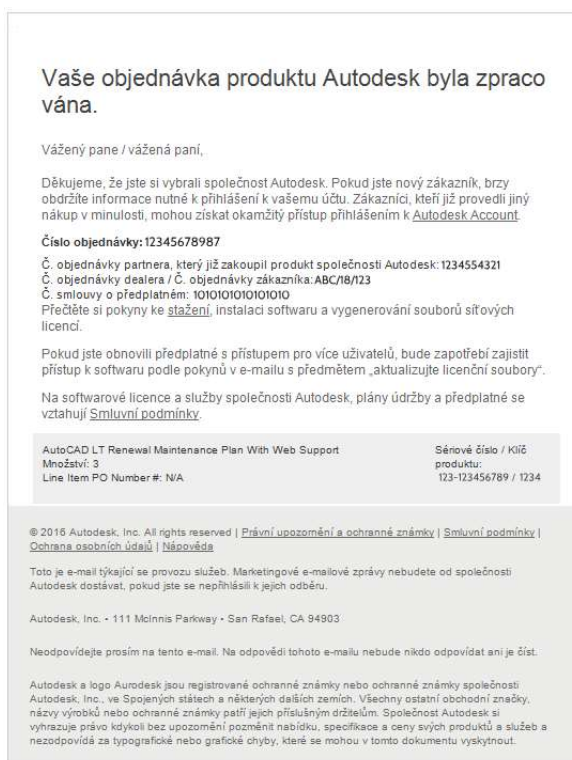 Vaše objednávka produktu Autodesk byla zpraco
vána.
Vážený pane / vážená paní,
Děkujeme, že jste si vybrali společnost Autodesk. Pokud jste nový zákazník, brzy
obdržíte informace nutné k přihlášení k vašemu účtu. Zákazníci, kteří již provedli jiný
nákup v minulosti, mohou získat okamžitý přístup přihlášením k Autodesk Account.
Číslo objednávky: 12345678987
Č. objednávky partnera, který již zakoupil produkt společnosti Autodesk: 1234554321
Č. objednávky dealera / Č. objednávky zákazníka: ABC/18/123
Č. smlouvy o předplatném: 1010101010101010
Přečtěte si pokyny ke stažení, instalaci softwaru a vygenerování souborů síťových
licencí.
Pokud jste obnovili předplatné s přístupem pro více uživatelů, bude zapotřebí zajistit
přístup k softwaru podle pokynů v e-mailu s předmětem „aktualizujte licenční soubory“.
Na softwarové licence a služby společnosti Autodesk, plány údržby a předplatné se
vztahují Smluvní podmínky.
AutoCAD LT Renewal Maintenance Plan With Web Support
Množství: 3
Line Item PO Number#: N/A
Sériové číslo / Klíč
produktu:
123-123456789 / 1234
© 2016 Autodesk, Inc. All rights reserved | Právní upozornění a ochranné známky | Smluvní podmínky |
Ochrana osobních údajů | Nápověda
Toto je e-mail týkající se provozu služeb. Marketingové e-mailové zprávy nebudete od společnosti
Autodesk dostávat, pokud jste se nepřihlásili k jejich odběru.
Autodesk, Inc. • 111 McInnis Parkway • San Rafael, CA 94903
Neodpovídejte prosím na tento e-mail. Na odpovědi tohoto e-mailu nebude nikdo odpovídat ani je číst.
Autodesk a logo Aurodesk jsou registrované ochranné známky nebo ochranné známky společnosti
Autodesk, Inc., ve Spojených státech a některých dalších zemích. Všechny ostatní obchodní značky,
názvy výrobků nebo ochranné známky patří jejich příslušným držitelům. Společnost Autodesk si
vyhrazuje právo kdykoli bez upozornění pozměnit nabídku, specifikace a ceny svých produktů a služeb a
nezodpovídá za typografické nebo grafické chyby, které se mohou v tomto dokumentu vyskytnout.